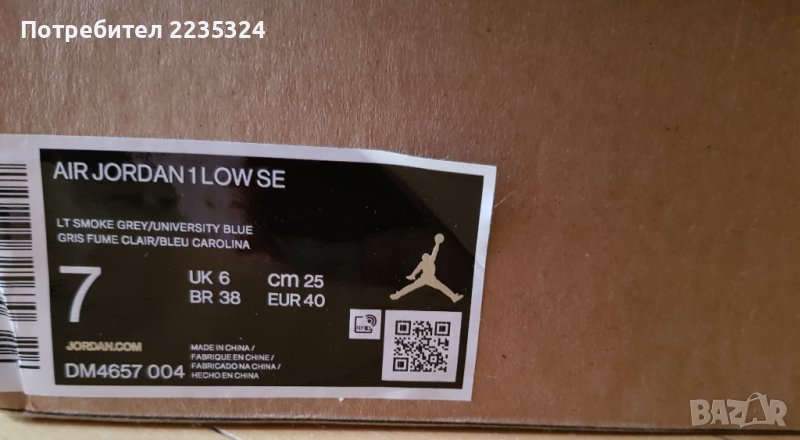 Потребител 2235324
AIR JORDAN 1 LOW SE
LT SMOKE GREY/UNIVERSITY BLUE
GRIS FUME CLAIR/BLEU CAROLINA
7
UK 6 cm 25
BR 38 EUR 40
RFID
JORDAN.COM
DM4657 004
MADE IN CHINA /
FABRIQUE EN CHINE /
FABRICADO NA CHINA /
HECHO EN CHINA
BAZAR